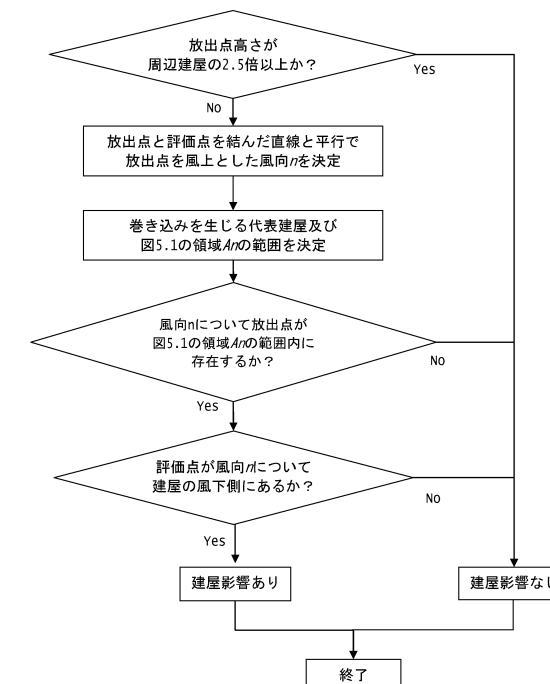 放出点高さが
周辺建屋の2.5倍以上か？
Yes
No
放出点と評価点を結んだ直線と平行で
放出点を風上とした風向nを決定
巻き込みを生じる代表建屋及び
図5.1の領域Anの範囲を決定
風向nについて放出点が
図5.1の領域Anの範囲内に
存在するか？
No
Yes
評価点が風向nについて
建屋の風下側にあるか？
No
Yes
建屋影響あり
建屋影響なし
終了